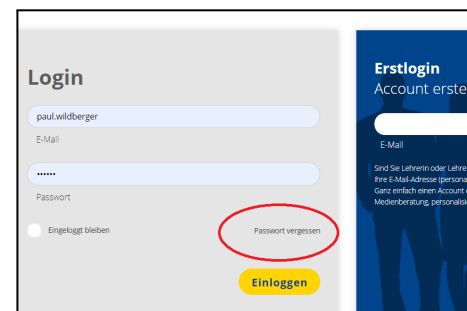 Login
paul.wildberger
E-Mail
••••••
Passwort
Eingeloggt bleiben
Passwort vergessen
Einloggen
Erstlogin
Account erste
E-Mail
Sind Sie Lehrerin oder Lehre
Ihre E-Mail-Adresse (persona
Ganz einfach einen Account
Medienberatung, personalisi